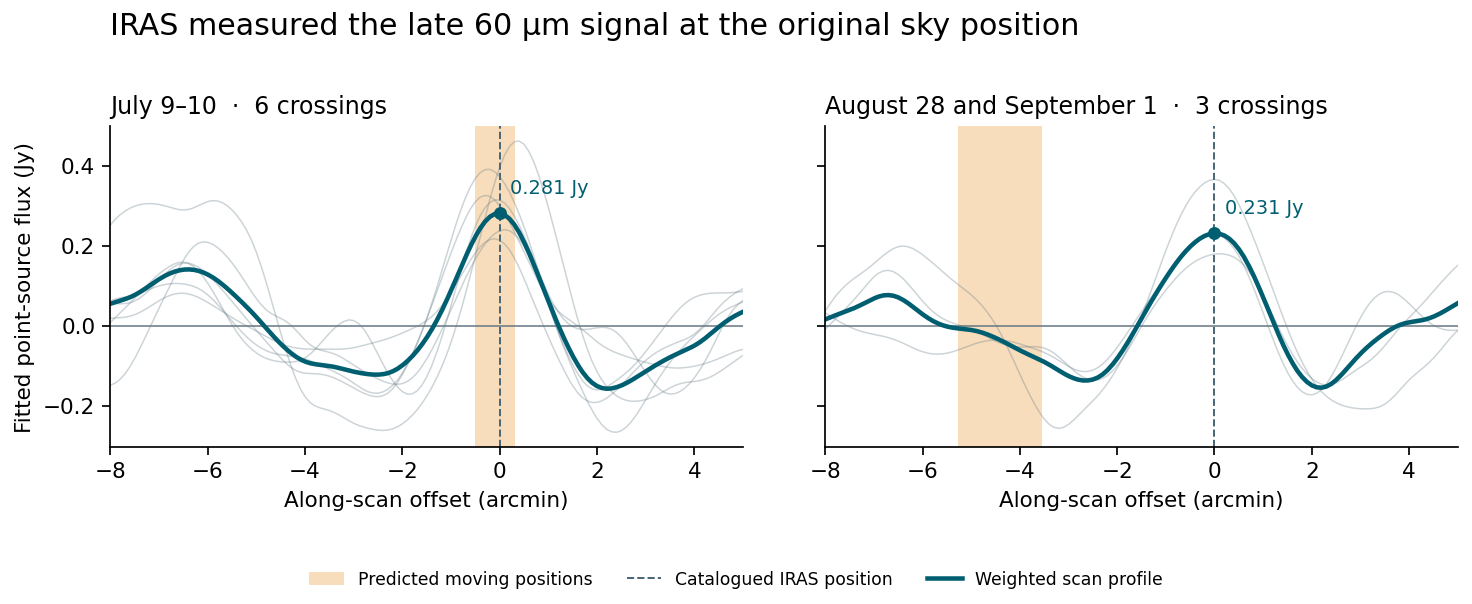 IRAS measured the late 60 µm signal at the original sky position
July 9–10 · 6 crossings
August 28 and September 1 · 3 crossings
Fitted point-source flux (Jy)
0.4
0.2
0.0
−0.2
0.281 Jy
0.231 Jy
−8 −6 −4 −2 0 2 4
−8 −6 −4 −2 0 2 4
Along-scan offset (arcmin)
Along-scan offset (arcmin)
Predicted moving positions
Catalogued IRAS position
Weighted scan profile